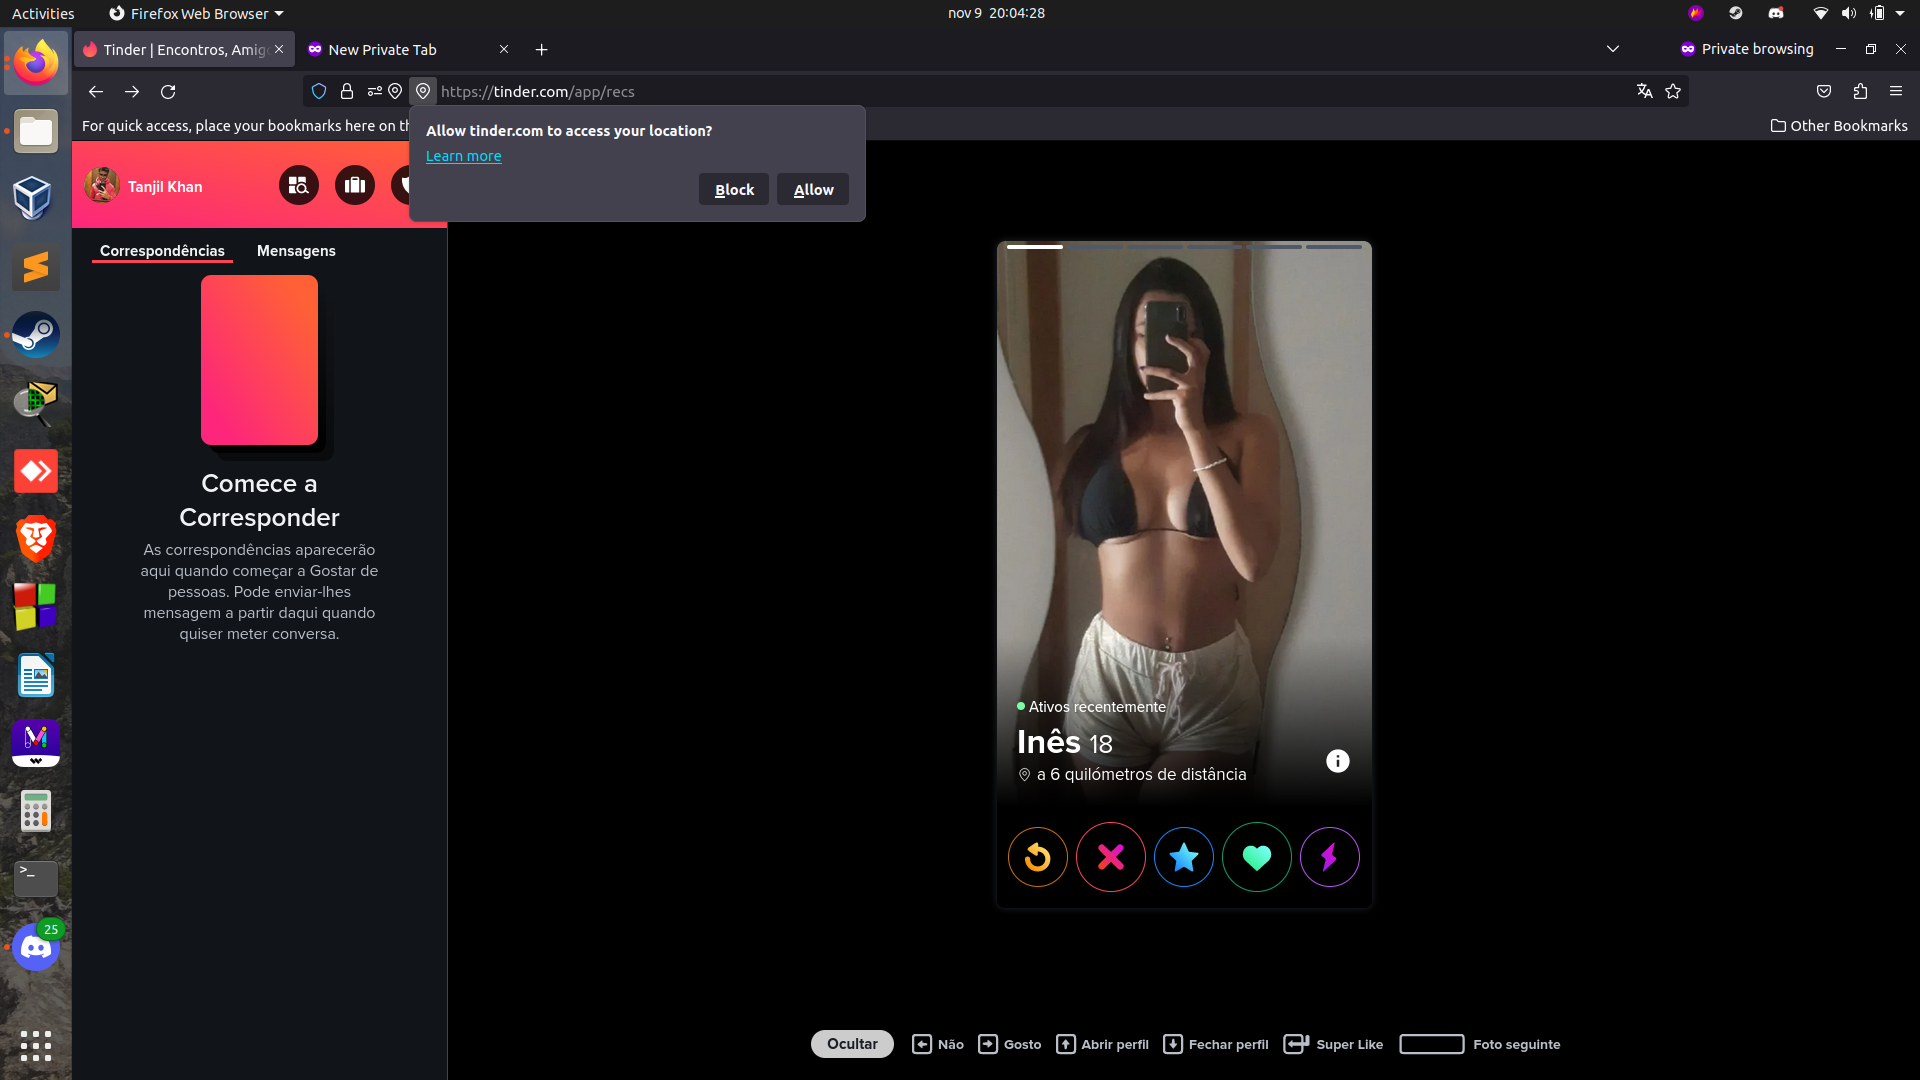 Activities
Firefox Web Browser
nov 9 20:04:28
Tinder | Encontros, Amig
New Private Tab
Private browsing
https://tinder.com/app/recs
For quick access, place your bookmarks here on th
Other Bookmarks
Allow tinder.com to access your location?
Learn more
Block
Allow
Tanjil Khan
Correspondências
Mensagens
Comece a
Corresponder
As correspondências aparecerão
aqui quando começar a Gostar de
pessoas. Pode enviar-lhes
mensagem a partir daqui quando
quiser meter conversa.
Ativos recentemente
Inês 18
a 6 quilómetros de distância
>_
25
Ocultar
Não
Gosto
Abrir perfil
Fechar perfil
Super Like
Foto seguinte